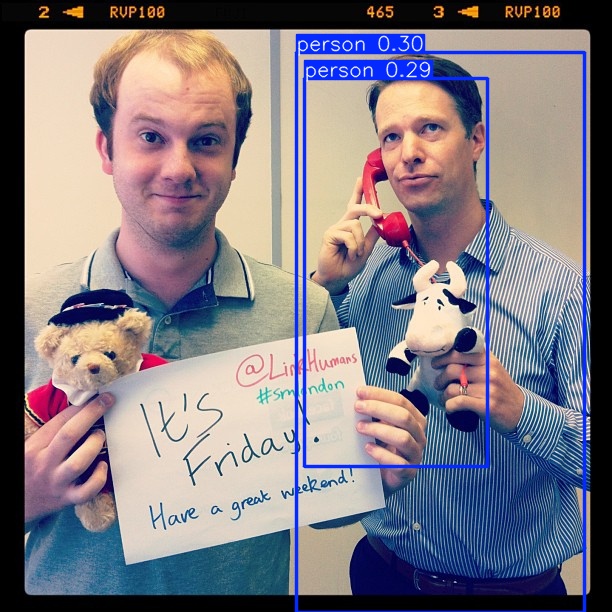 2 RVP100 465 3 RVP100
person 0.30
person 0.29
@LinkHumans
#smlondon
It's
Friday!
Have a great weekend!